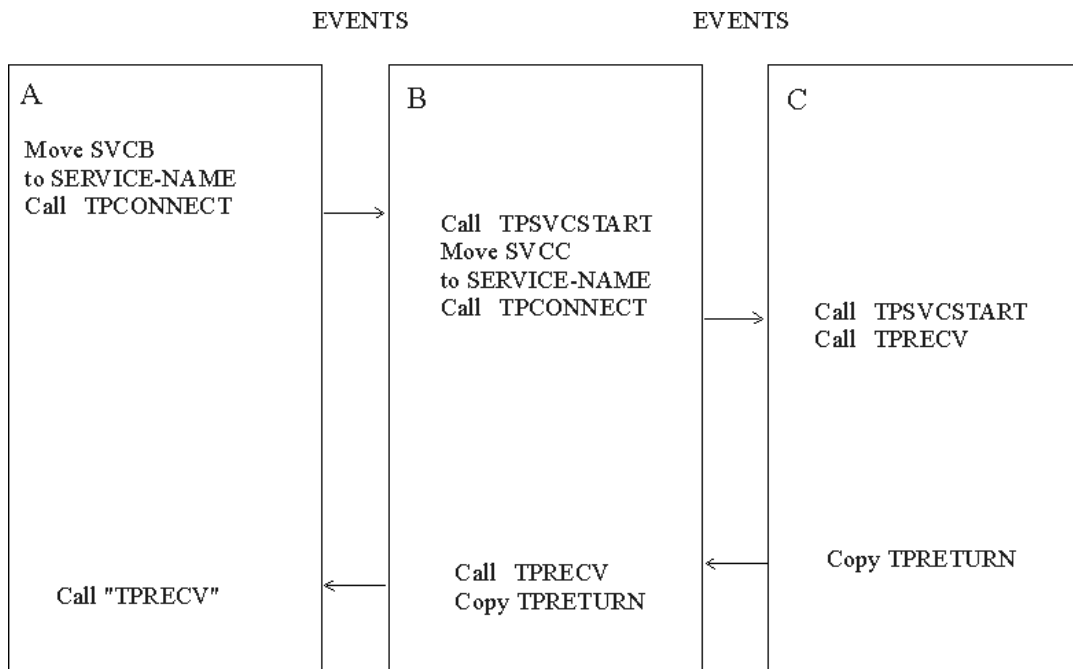 EVENTS
EVENTS
A
Move SVCB
to SERVICE-NAME
Call TPCONNECT
B
Call TPSVCSTART
Move SVCC
to SERVICE-NAME
Call TPCONNECT
Call TPRECV
Copy TPRETURN
C
Call TPSVCSTART
Call TPRECV
Copy TPRETURN
Call "TPRECV"